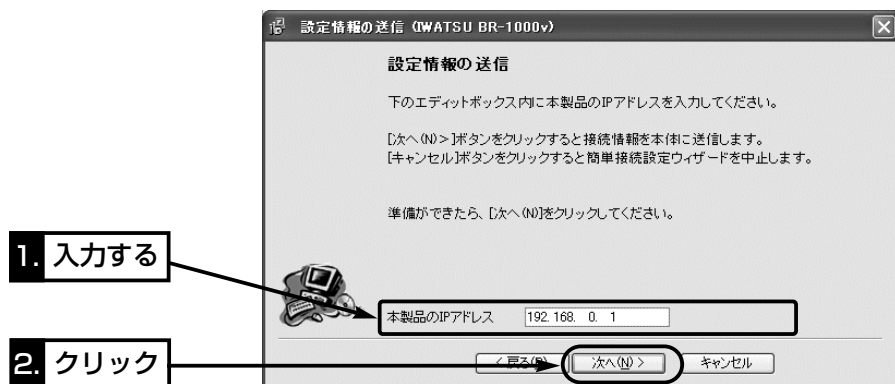 設定情報の送信 (IWATSU BR-1000v)
設定情報の送信
下のエディットボックス内に本製品のIPアドレスを入力してください。
[次へ(N)>]ボタンをクリックすると接続情報を本体に送信します。
[キャンセル]ボタンをクリックすると簡単接続設定ウィザードを中止します。
準備ができたら、[次へ(N)]をクリックしてください。
1. 入力する
本製品のIPアドレス 192.168. 0. 1
2. クリック
< 戻る(B) 次へ(N) > キャンセル